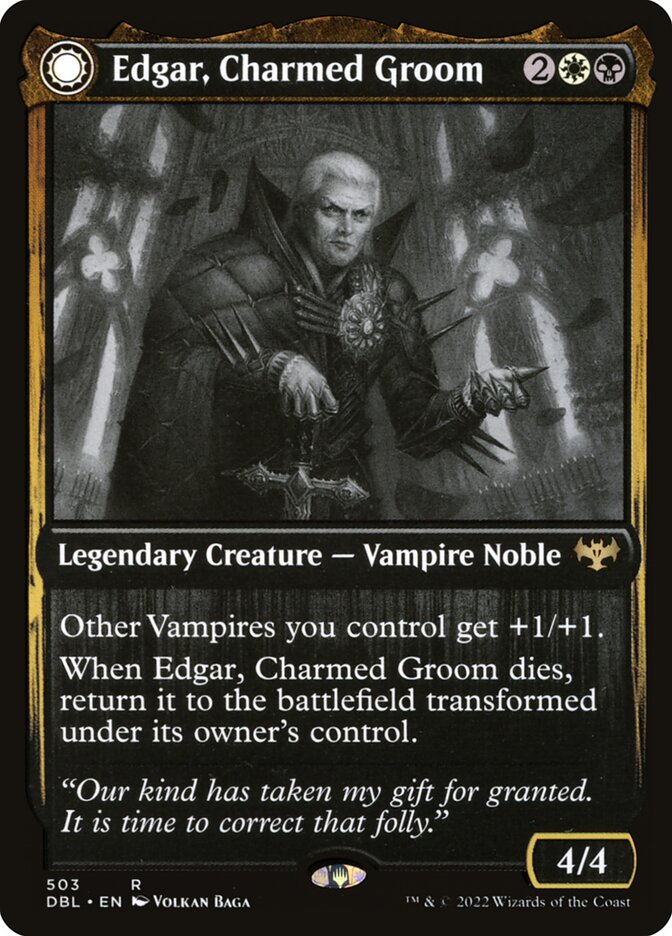 Edgar, Charmed Groom 2
Legendary Creature — Vampire Noble
Other Vampires you control get +1/+1.
When Edgar, Charmed Groom dies,
return it to the battlefield transformed
under its owner's control.
“Our kind has taken my gift for granted.
It is time to correct that folly.”
4/4
503 R
DBL • EN Volkan Baga
™ & © 2022 Wizards of the Coast